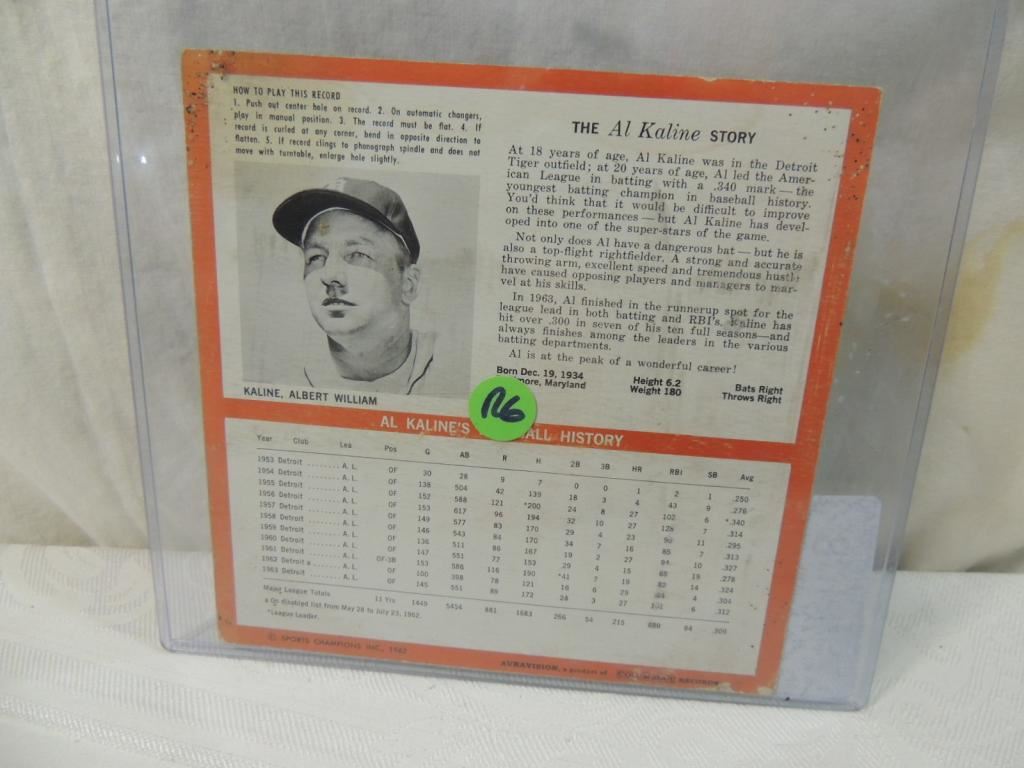 HOW TO PLAY THIS RECORD
1. Push out center hole on record. 2. On automatic changers,
play in manual position. 3. The record must be flat. 4. If
record is curled at any corner, bend in opposite direction to
flatten. 5. If record clings to phonograph spindle and does not
move with turntable, enlarge hole slightly.
KALINE, ALBERT WILLIAM
THE Al Kaline STORY
At 18 years of age, Al Kaline was in the Detroit
Tiger outfield; at 20 years of age, Al led the Amer-
ican League in batting with a .340 mark — the
youngest batting champion in baseball history.
You'd think that it would be difficult to improve
on these performances — but Al Kaline has devel-
oped into one of the super-stars of the game.
Not only does Al have a dangerous bat — but he is
also a top-flight rightfielder. A strong and accurate
throwing arm, excellent speed and tremendous hustle
have caused opposing players and managers to mar-
vel at his skills.
In 1963, Al finished in the runnerup spot for the
league lead in both batting and RBI's. Kaline has
hit over .300 in seven of his ten full seasons—and
always finishes among the leaders in the various
batting departments.
Al is at the peak of a wonderful career!
Born Dec. 19, 1934 Height 6.2 Bats Right
more, Maryland Weight 180 Throws Right
R6
AL KALINE'S ALL HISTORY
Year Club Lea Pos G AB R H 2B 3B HR RBI SB Avg
1953 Detroit ........ A. L. OF 30 28 9 7 0 0 1 2 1 .250
1954 Detroit ........ A. L. OF 138 504 42 139 18 3 4 43 9 .276
1955 Detroit ........ A. L. OF 152 588 121 *200 24 8 27 102 6 *.340
1956 Detroit ........ A. L. OF 153 617 96 194 32 10 27 128 7 .314
1957 Detroit ........ A. L. OF 149 577 83 170 29 4 23 90 11 .295
1958 Detroit ........ A. L. OF 146 543 84 170 34 7 16 85 7 .313
1959 Detroit ........ A. L. OF 136 511 86 167 19 2 27 94 10 .327
1960 Detroit ........ A. L. OF 147 551 77 153 29 4 15 68 19 .278
1961 Detroit ........ A. L. OF-3B 153 586 116 190 *41 7 19 82 14 .324
1962 Detroit a ...... A. L. OF 100 398 78 121 16 6 29 94 4 .304
1963 Detroit ........ A. L. OF 145 551 89 172 24 3 27 101 6 .312
Major League Totals 11 Yrs 1449 5454 881 1683 266 54 215 889 94 .309
a On disabled list from May 28 to July 23, 1962.
*League Leader.
© SPORTS CHAMPIONS INC., 1962
AURAVISION, a product of COLUMBIA RECORDS